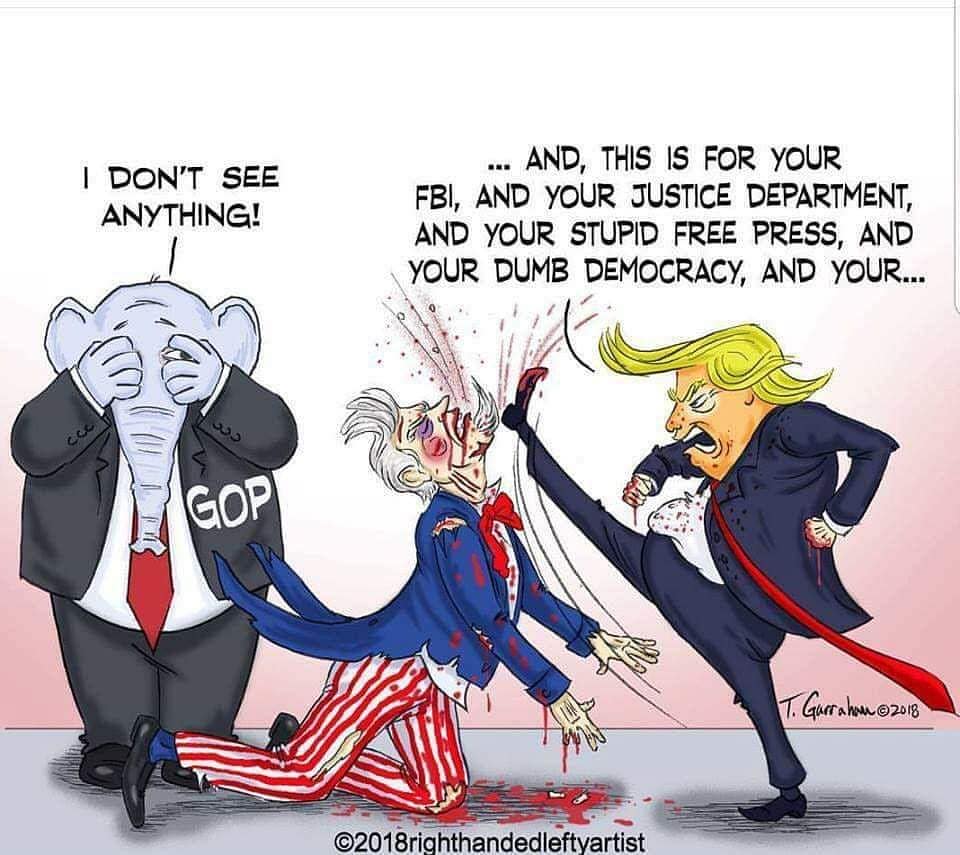 I DON'T SEE
ANYTHING!
... AND, THIS IS FOR YOUR
FBI, AND YOUR JUSTICE DEPARTMENT,
AND YOUR STUPID FREE PRESS, AND
YOUR DUMB DEMOCRACY, AND YOUR...
GOP
T. Garrahan ©2018
©2018righthandedleftyartist